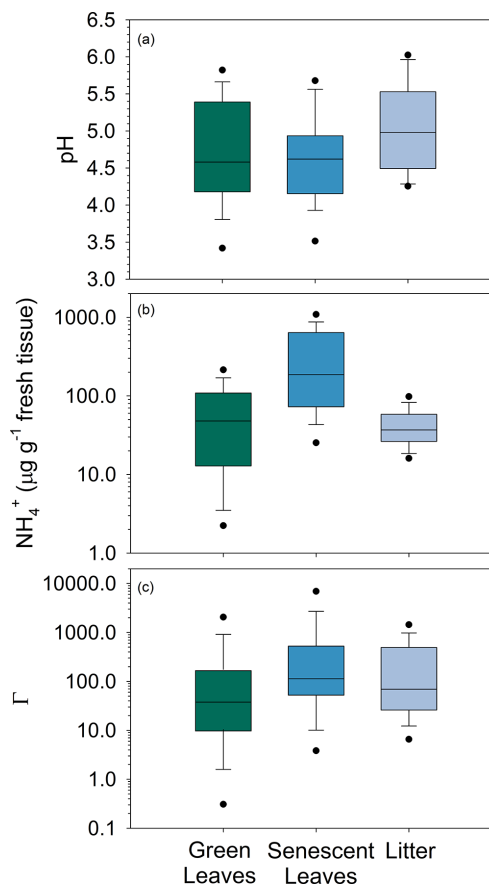 (a)
6.5
6.0
5.5
5.0
4.5
4.0
3.5
3.0
pH
(b)
1000.0
100.0
10.0
1.0
NH₄⁺ (μg g⁻¹ fresh tissue)
(c)
10000.0
1000.0
100.0
10.0
1.0
0.1
Γ
Green Leaves
Senescent Leaves
Litter